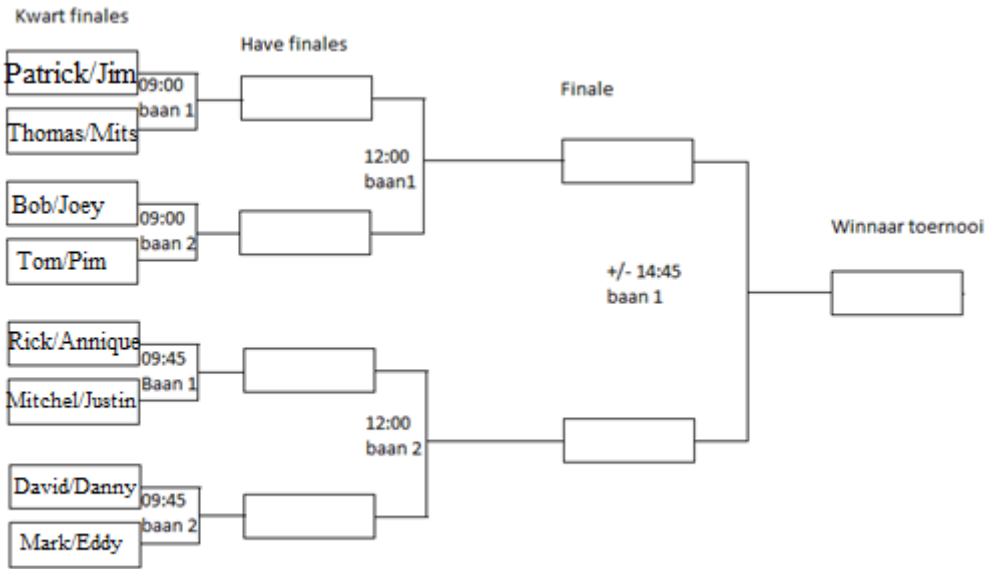 Kwart finales
Have finales
Finale
Winnaar toernooi
Patrick/Jim
09:00
baan 1
Thomas/Mits
Bob/Joey
09:00
baan 2
Tom/Pim
Rick/Annique
09:45
Baan 1
Mitchel/Justin
David/Danny
09:45
baan 2
Mark/Eddy
12:00
baan1
12:00
baan 2
+/- 14:45
baan 1